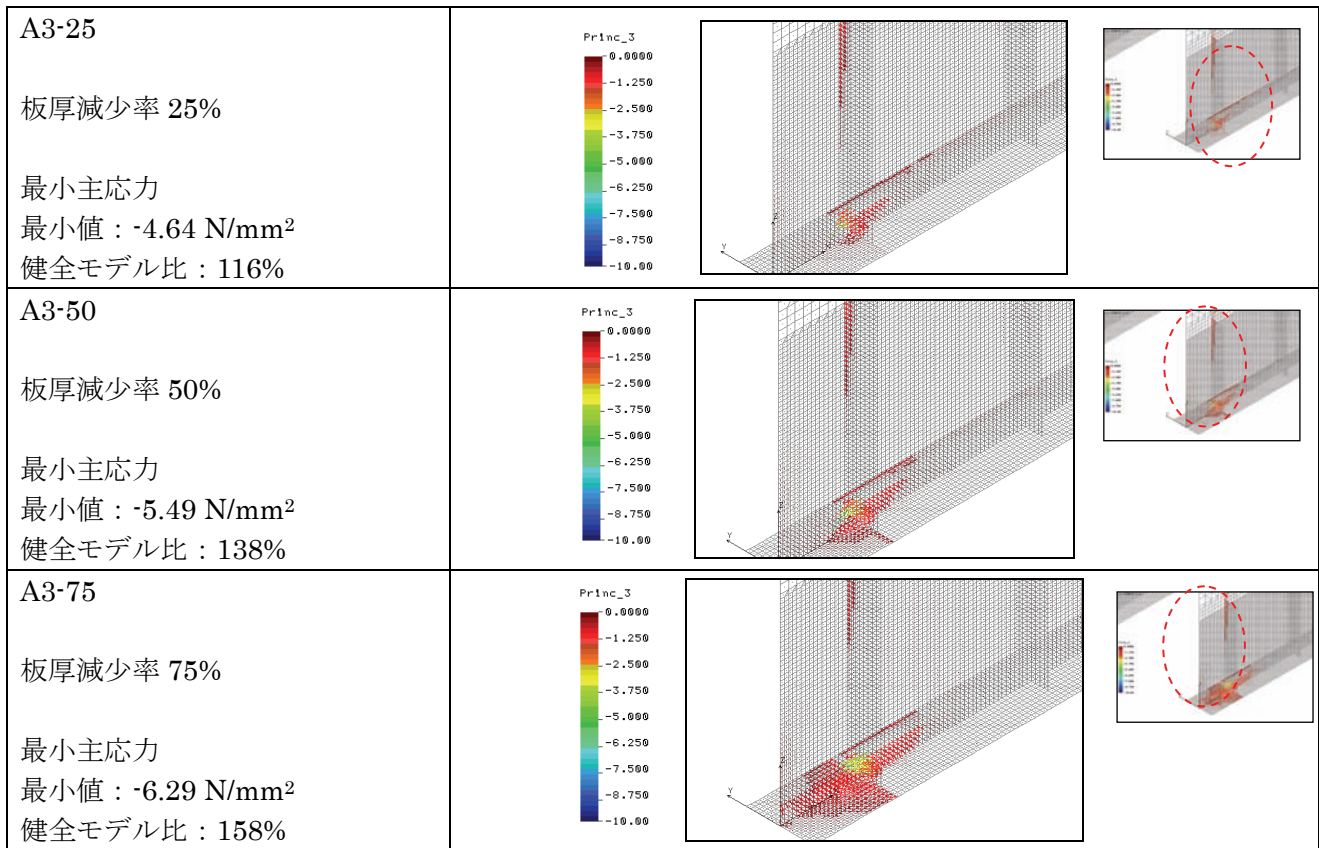 A3-25
板厚減少率 25%
最小主応力
最小値：-4.64 N/mm²
健全モデル比：116%
Princ_3
0.0000
-1.250
-2.500
-3.750
-5.000
-6.250
-7.500
-8.750
-10.00
Y
Z
A3-50
板厚減少率 50%
最小主応力
最小値：-5.49 N/mm²
健全モデル比：138%
Princ_3
0.0000
-1.250
-2.500
-3.750
-5.000
-6.250
-7.500
-8.750
-10.00
Y
Z
A3-75
板厚減少率 75%
最小主応力
最小値：-6.29 N/mm²
健全モデル比：158%
Princ_3
0.0000
-1.250
-2.500
-3.750
-5.000
-6.250
-7.500
-8.750
-10.00
Y
Z